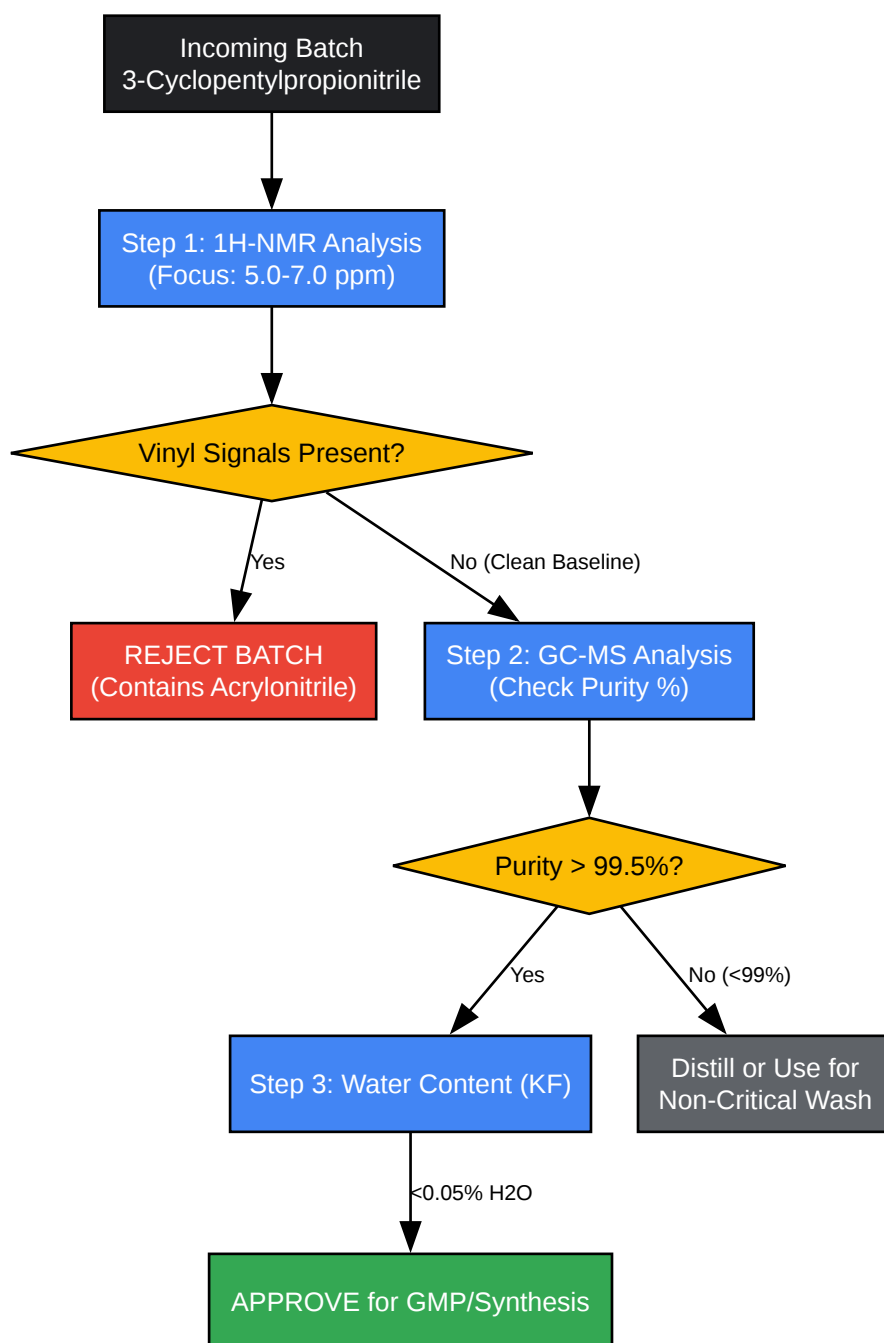 Incoming Batch
3-Cyclopentylpropionitrile
Step 1: 1H-NMR Analysis
(Focus: 5.0-7.0 ppm)
Vinyl Signals Present?
Yes
No (Clean Baseline)
REJECT BATCH
(Contains Acrylonitrile)
Step 2: GC-MS Analysis
(Check Purity %)
Purity > 99.5%?
Yes
No (<99%)
Step 3: Water Content (KF)
Distill or Use for
Non-Critical Wash
<0.05% H2O
APPROVE for GMP/Synthesis